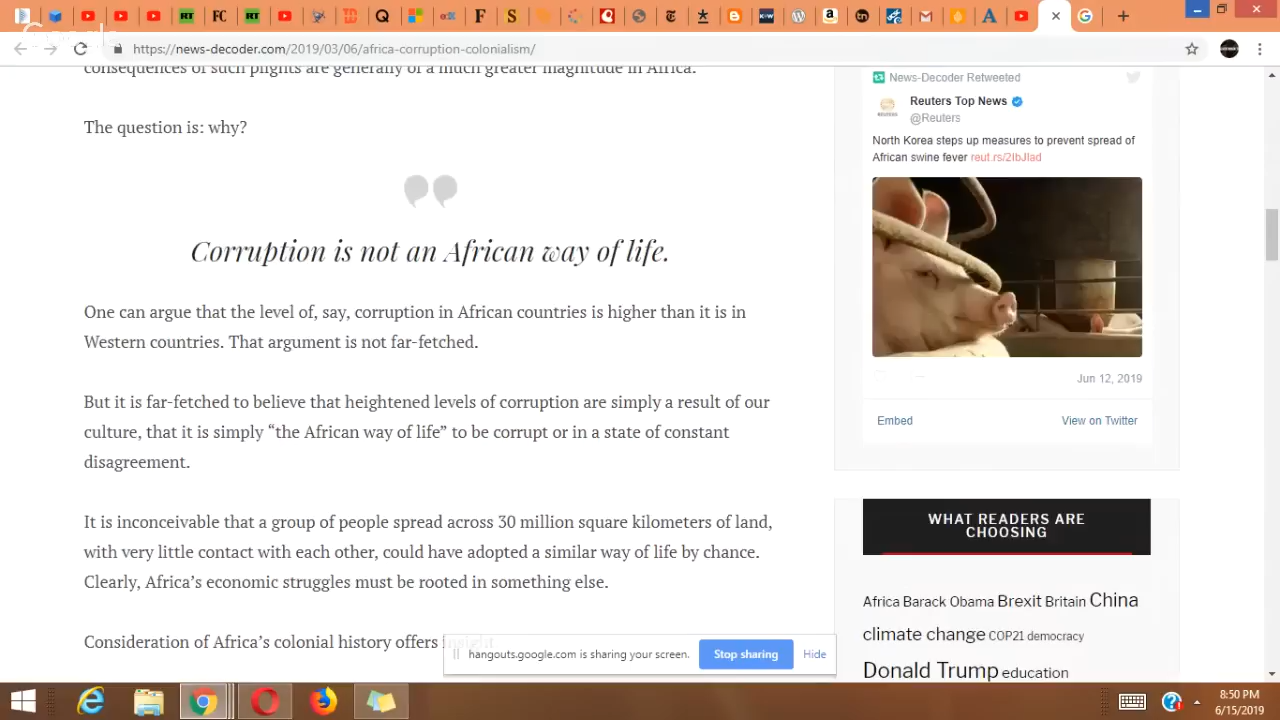 https://news-decoder.com/2019/03/06/africa-corruption-colonialism/
consequences of such plights are generally of a much greater magnitude in Africa.
The question is: why?
Corruption is not an African way of life.
One can argue that the level of, say, corruption in African countries is higher than it is in
Western countries. That argument is not far-fetched.
But it is far-fetched to believe that heightened levels of corruption are simply a result of our
culture, that it is simply “the African way of life” to be corrupt or in a state of constant
disagreement.
It is inconceivable that a group of people spread across 30 million square kilometers of land,
with very little contact with each other, could have adopted a similar way of life by chance.
Clearly, Africa’s economic struggles must be rooted in something else.
Consideration of Africa’s colonial history offers insight
News-Decoder Retweeted
Reuters Top News
@Reuters
North Korea steps up measures to prevent spread of
African swine fever reut.rs/2IbJlad
Jun 12, 2019
Embed
View on Twitter
WHAT READERS ARE
CHOOSING
Africa Barack Obama Brexit Britain China
climate change COP21 democracy
Donald Trump education
hangouts.google.com is sharing your screen.
Stop sharing
Hide
8:50 PM
6/15/2019